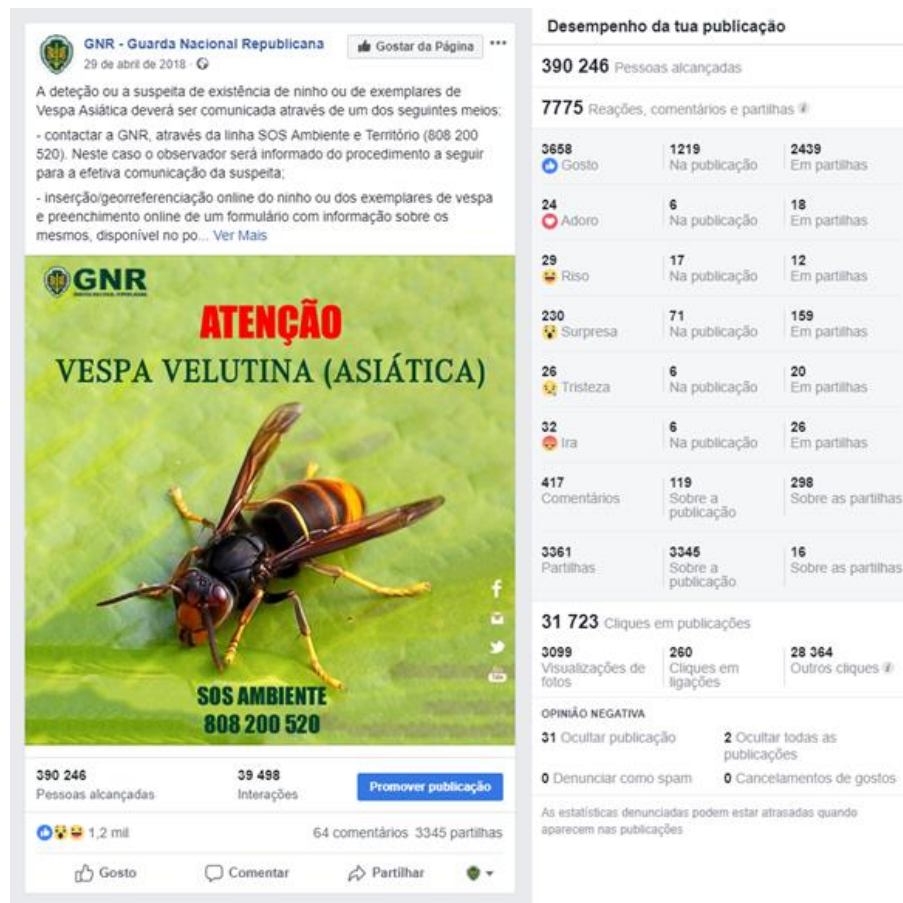 GNR - Guarda Nacional Republicana
Gostar da Página
29 de abril de 2018
A deteção ou a suspeita de existência de ninho ou de exemplares de
Vespa Asiática deverá ser comunicada através de um dos seguintes meios:
- contactar a GNR, através da linha SOS Ambiente e Território (808 200
520). Neste caso o observador será informado do procedimento a seguir
para a efetiva comunicação da suspeita;
- inserção/georreferenciação online do ninho ou dos exemplares de vespa
e preenchimento online de um formulário com informação sobre os
mesmos, disponível no po... Ver Mais
GNR
ATENÇÃO
VESPA VELUTINA (ASIÁTICA)
SOS AMBIENTE
808 200 520
390 246
Pessoas alcançadas
39 498
Interações
Promover publicação
1,2 mil
64 comentários 3345 partilhas
Gosto
Comentar
Partilhar
Desempenho da tua publicação
390 246 Pessoas alcançadas
7775 Reações, comentários e partilhas
3658
Gosto
1219
Na publicação
2439
Em partilhas
24
Adoro
6
Na publicação
18
Em partilhas
29
Riso
17
Na publicação
12
Em partilhas
230
Surpresa
71
Na publicação
159
Em partilhas
26
Tristeza
6
Na publicação
20
Em partilhas
32
Ira
6
Na publicação
26
Em partilhas
417
Comentários
119
Sobre a
publicação
298
Sobre as partilhas
3361
Partilhas
3345
Sobre a
publicação
16
Sobre as partilhas
31 723 Cliques em publicações
3099
Visualizações de
fotos
260
Cliques em
ligações
28 364
Outros cliques
OPINIÃO NEGATIVA
31 Ocultar publicação
2 Ocultar todas as
publicações
0 Denunciar como spam
0 Cancelamentos de gostos
As estatísticas denunciadas podem estar atrasadas quando
aparecem nas publicações